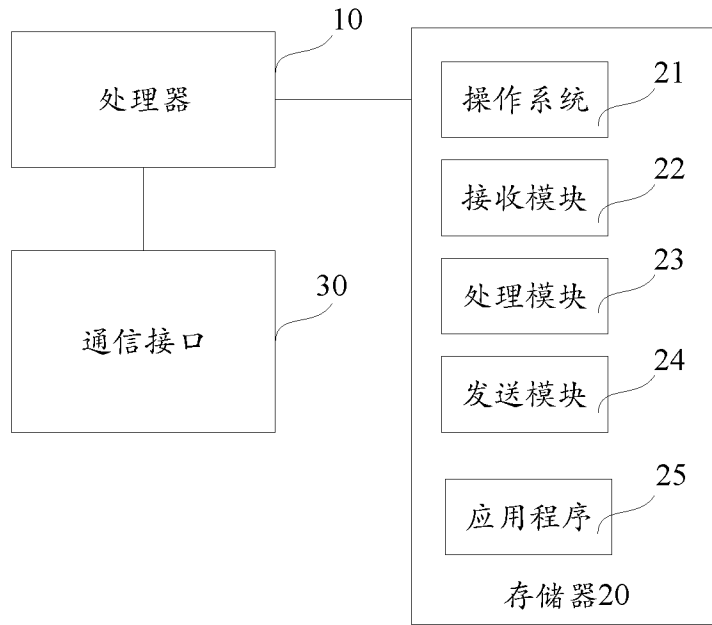 10
处理器
操作系统
21
接收模块
22
处理模块
23
通信接口
30
发送模块
24
应用程序
25
存储器20